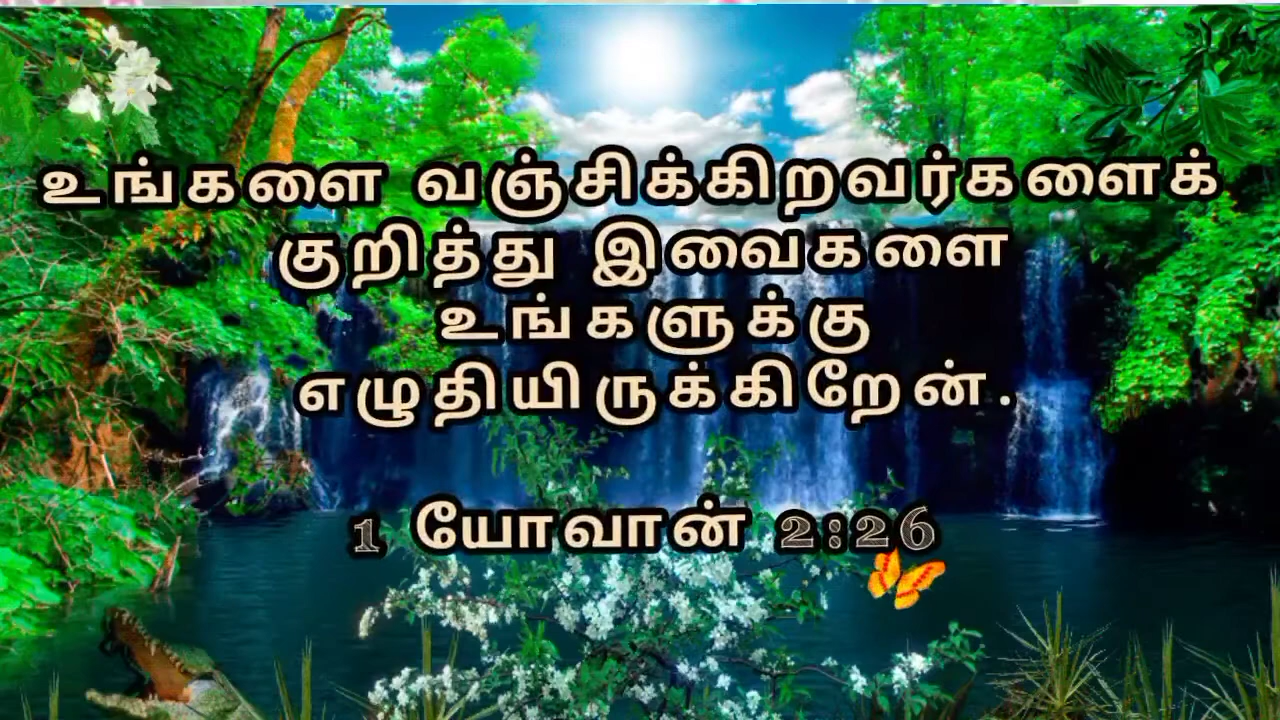 உங்களை வஞ்சிக்கிறவர்களைக்
குறித்து இவைகளை
உங்களுக்கு
எழுதியிருக்கிறேன்.
1 யோவான் 2:26